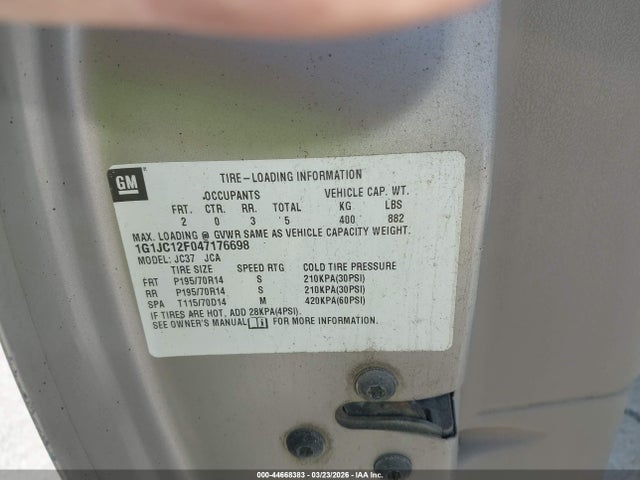 GM
TIRE-LOADING INFORMATION
OCCUPANTS VEHICLE CAP. WT.
FRT. CTR. RR. TOTAL KG LBS
2 0 3 5 400 882
MAX. LOADING @ GVWR SAME AS VEHICLE CAPACITY WEIGHT.
1G1JC12F047176698
MODEL: JC37 JCA
TIRE SIZE SPEED RTG COLD TIRE PRESSURE
FRT P195/70R14 S 210KPA(30PSI)
RR P195/70R14 S 210KPA(30PSI)
SPA T115/70D14 M 420KPA(60PSI)
IF TIRES ARE HOT, ADD 28KPA(4PSI).
SEE OWNER'S MANUAL FOR MORE INFORMATION.
000-44668383 | 03/23/2026 | IAA Inc.